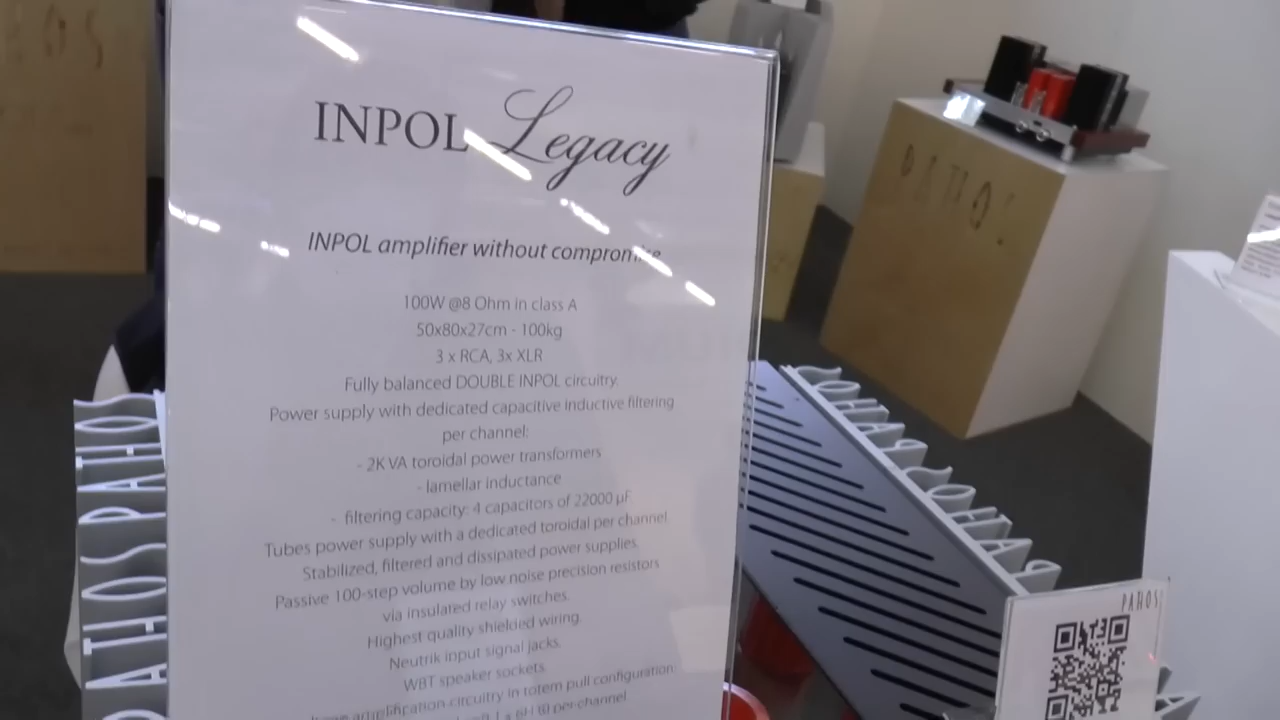 INPOL Legacy
INPOL amplifier without compromise
100W @8 Ohm in class A
50x80x27cm - 100kg
3 x RCA, 3x XLR
Fully balanced DOUBLE INPOL circuitry.
Power supply with dedicated capacitive inductive filtering
per channel:
- 2K VA toroidal power transformers
- lamellar inductance
- filtering capacity: 4 capacitors of 22000 µF
Tubes power supply with a dedicated toroidal per channel
Stabilized, filtered and dissipated power supplies.
Passive 100-step volume by low noise precision resistors
via insulated relay switches.
Highest quality shielded wiring.
Neutrik input signal jacks.
WBT speaker sockets.
amplification circuitry in totem pull configuration:
per channel
PATHOS
PATHOS